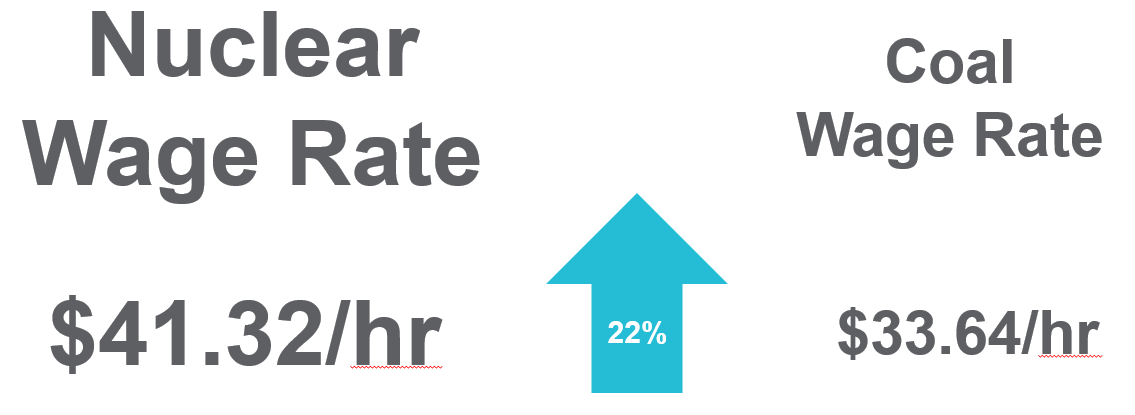 Nuclear
Wage Rate
$41.32/hr
22%
Coal
Wage Rate
$33.64/hr